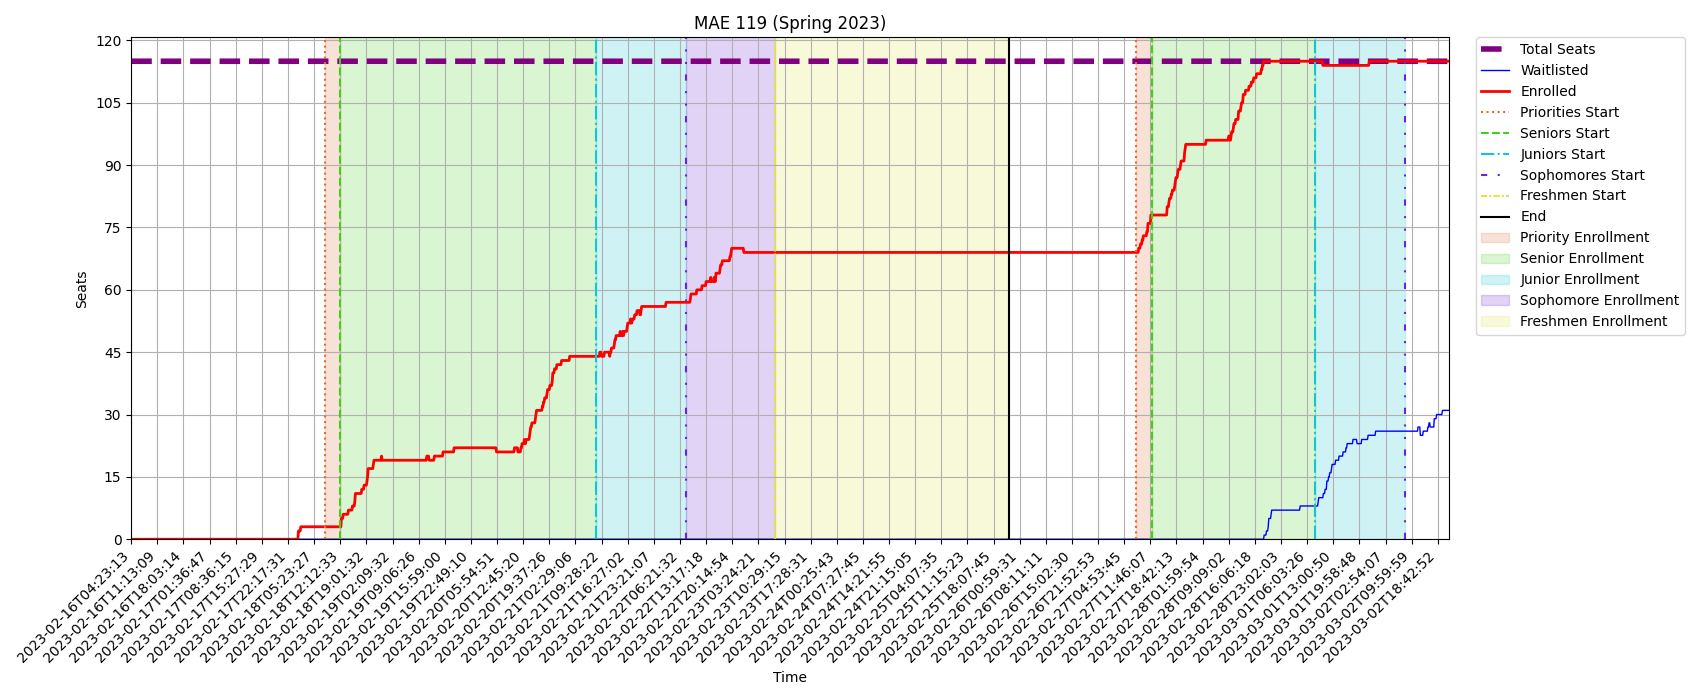 MAE 119 (Spring 2023)
120
105
90
75
60
45
30
15
0
Seats
2023-02-16T04:23:13
2023-02-16T11:13:09
2023-02-16T18:03:14
2023-02-17T01:36:47
2023-02-17T08:36:15
2023-02-17T15:27:29
2023-02-17T22:17:31
2023-02-18T05:23:27
2023-02-18T12:12:33
2023-02-18T19:01:32
2023-02-19T02:09:32
2023-02-19T09:06:26
2023-02-19T15:59:00
2023-02-19T22:49:10
2023-02-20T05:54:51
2023-02-20T12:45:20
2023-02-20T19:37:26
2023-02-21T02:29:06
2023-02-21T09:28:22
2023-02-21T16:27:02
2023-02-21T23:21:07
2023-02-22T06:21:32
2023-02-22T13:17:18
2023-02-22T20:14:54
2023-02-23T03:24:21
2023-02-23T10:29:15
2023-02-23T17:28:31
2023-02-24T00:25:43
2023-02-24T07:27:45
2023-02-24T14:21:55
2023-02-24T21:15:05
2023-02-25T04:07:35
2023-02-25T11:15:23
2023-02-25T18:07:45
2023-02-26T00:59:31
2023-02-26T08:11:11
2023-02-26T15:02:30
2023-02-26T21:52:53
2023-02-27T04:53:45
2023-02-27T11:46:07
2023-02-27T18:42:13
2023-02-28T01:59:54
2023-02-28T09:09:02
2023-02-28T16:06:18
2023-02-28T23:02:03
2023-03-01T06:03:26
2023-03-01T13:00:50
2023-03-01T19:58:48
2023-03-02T02:54:07
2023-03-02T09:59:59
2023-03-02T18:42:52
Time
Total Seats
Waitlisted
Enrolled
Priorities Start
Seniors Start
Juniors Start
Sophomores Start
Freshmen Start
End
Priority Enrollment
Senior Enrollment
Junior Enrollment
Sophomore Enrollment
Freshmen Enrollment